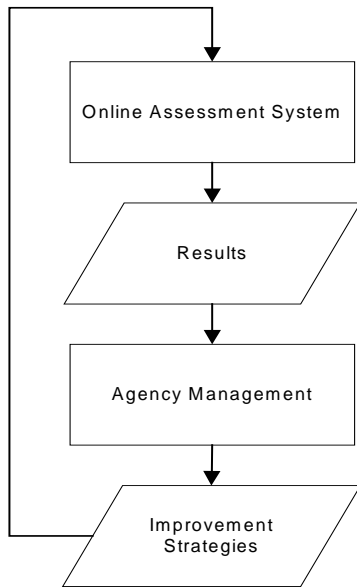 Online Assessment System
Results
Agency Management
Improvement
Strategies